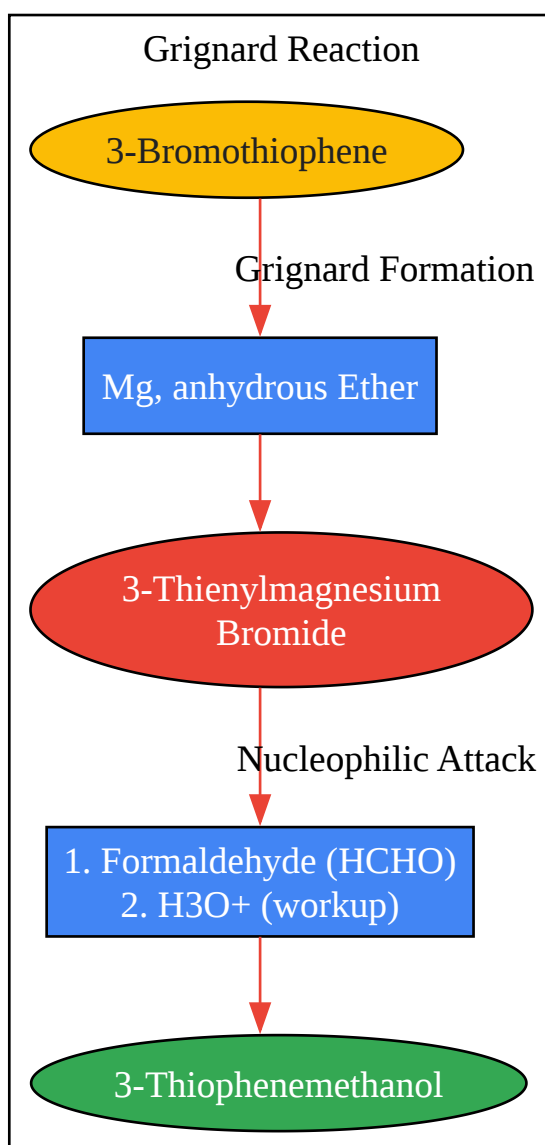 Grignard Reaction
3-Bromothiophene
Grignard Formation
Mg, anhydrous Ether
3-Thienylmagnesium
Bromide
Nucleophilic Attack
1. Formaldehyde (HCHO)
2. H3O+ (workup)
3-Thiophenemethanol